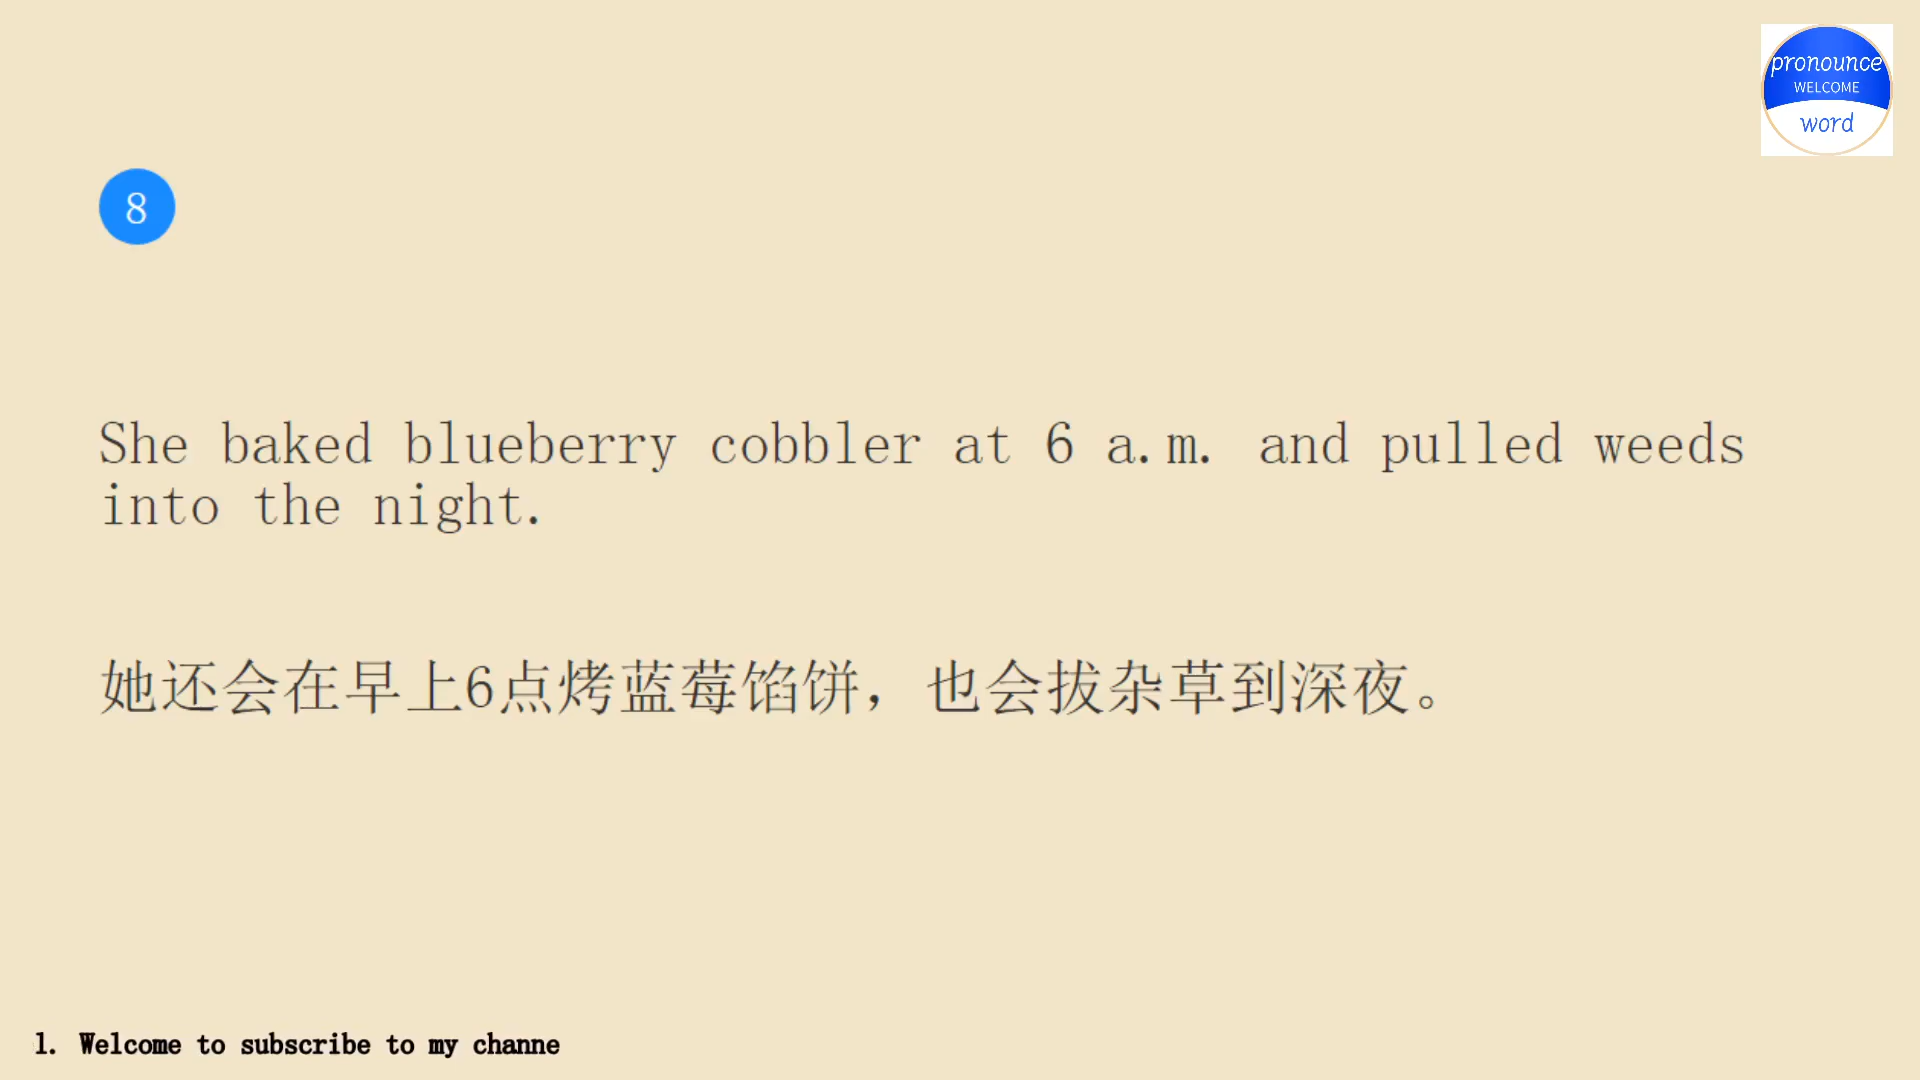 pronounce
WELCOME
word
8
She baked blueberry cobbler at 6 a.m. and pulled weeds
into the night.
她还会在早上6点烤蓝莓馅饼，也会拔杂草到深夜。
l. Welcome to subscribe to my channe